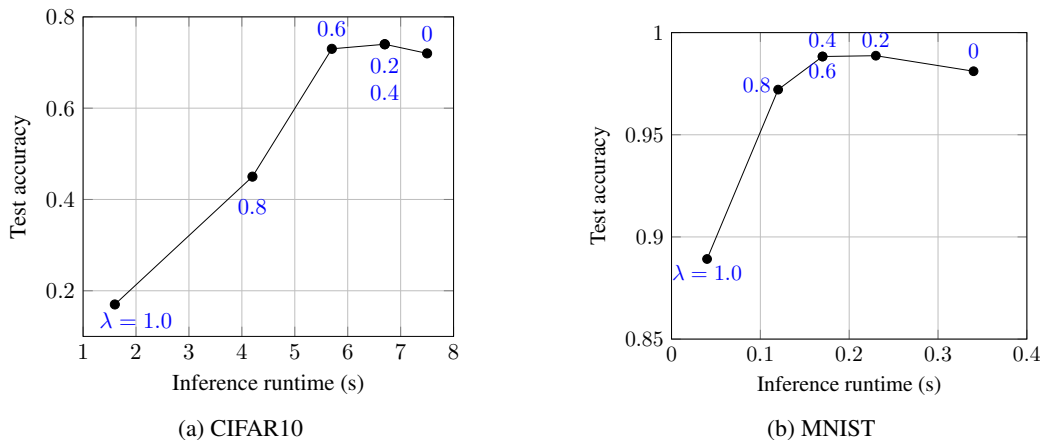 0.8
0.6
0.4
0.2
0.6
0
0.2
0.4
0.8
λ = 1.0
1 2 3 4 5 6 7 8
Test accuracy
Inference runtime (s)
(a) CIFAR10
1
0.95
0.9
0.85
0.4
0.2
0
0.8
0.6
λ = 1.0
0 0.1 0.2 0.3 0.4
Test accuracy
Inference runtime (s)
(b) MNIST